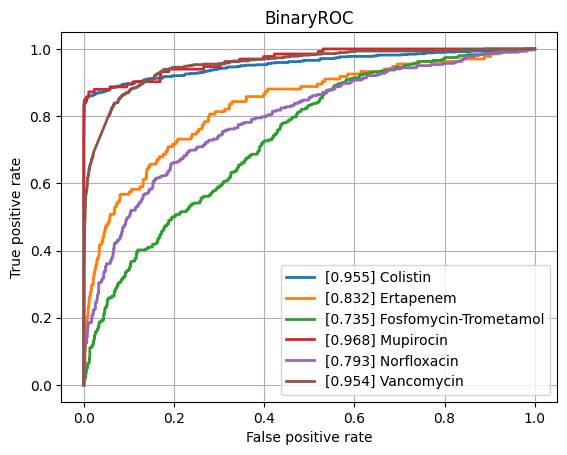 BinaryROC
True positive rate
1.0
0.8
0.6
0.4
0.2
0.0
[0.955] Colistin
[0.832] Ertapenem
[0.735] Fosfomycin-Trometamol
[0.968] Mupirocin
[0.793] Norfloxacin
[0.954] Vancomycin
0.0 0.2 0.4 0.6 0.8 1.0
False positive rate